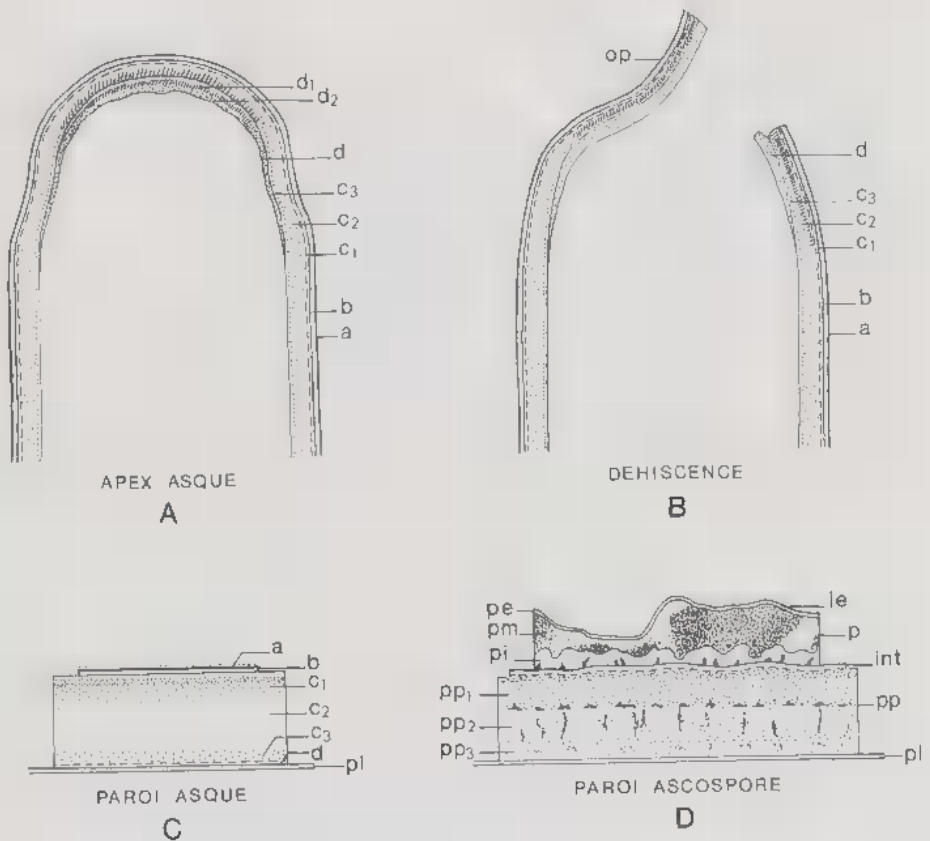 d1
d2
d
c3
c2
c1
b
a
APEX ASQUE
A
op
d
c3
c2
c1
b
a
DEHISCENCE
B
a
b
c1
c2
c3
d
pl
PAROI ASQUE
C
pe
pm
pi
pp1
pp2
pp3
le
p
int
pp
pl
PAROI ASCOSPORE
D